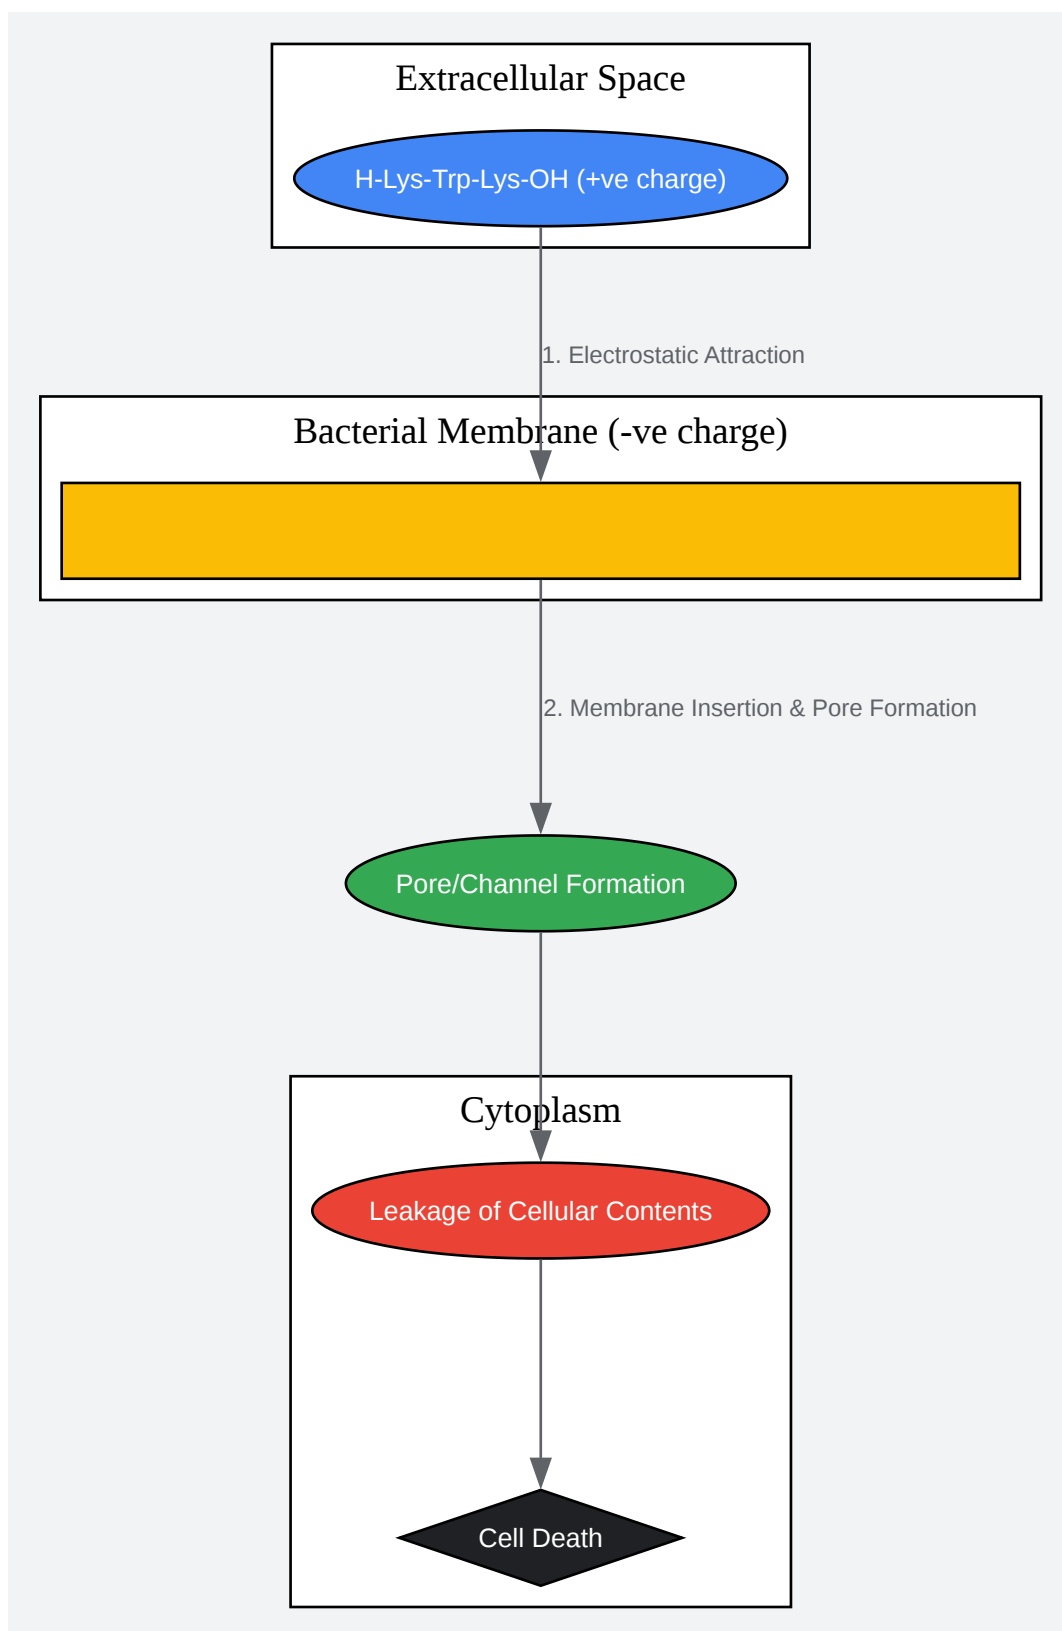 Extracellular Space
H-Lys-Trp-Lys-OH (+ve charge)
1. Electrostatic Attraction
Bacterial Membrane (-ve charge)
2. Membrane Insertion & Pore Formation
Pore/Channel Formation
Cytoplasm
Leakage of Cellular Contents
Cell Death